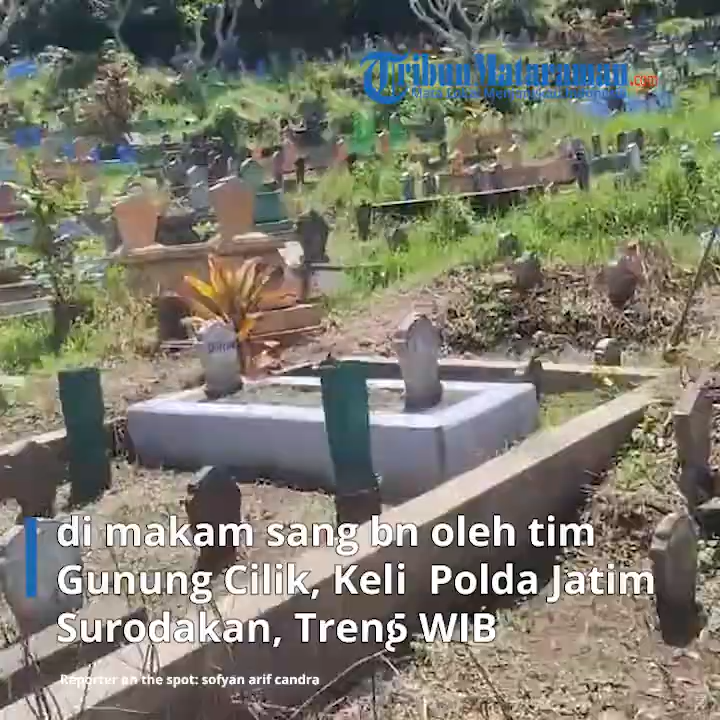 TribunMataraman.com
di makam sang bn oleh tim
Gunung Cilik, Keli Polda Jatim
Surodakan, Treng WIB
Reporter on the spot: sofyan arif candra